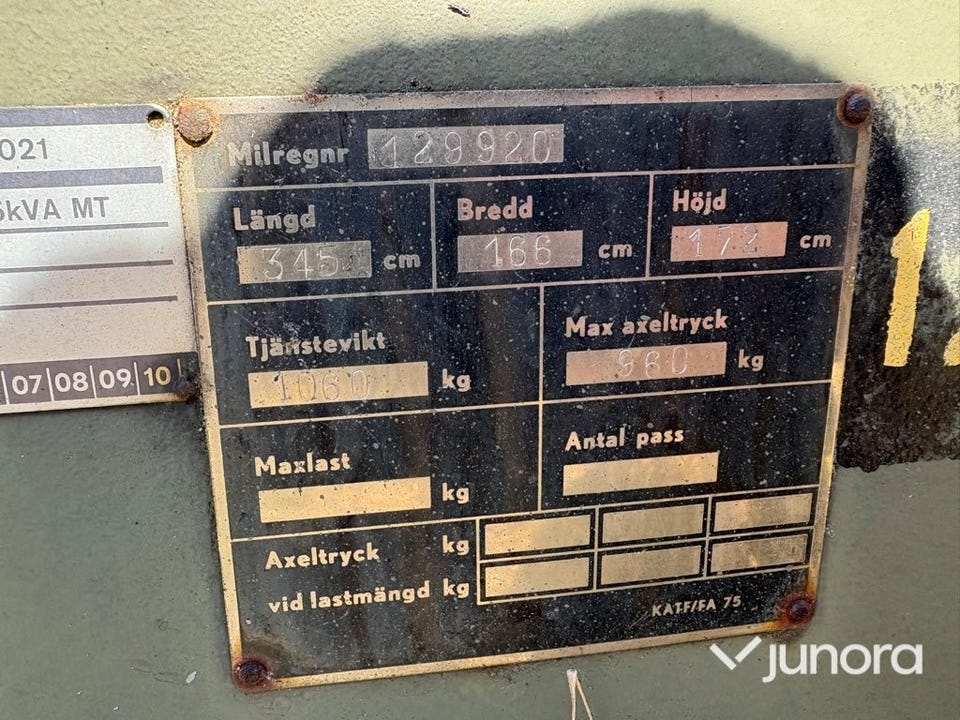 021
kVA MT
07 08 09 10
Milregnr 129920
Längd Bredd Höjd
345 cm 166 cm 172 cm
Tjänstevikt Max axeltryck
1060 kg 960 kg
Maxlast Antal pass
kg
Axeltryck kg
vid lastmängd kg
KATF/FA 75
junora